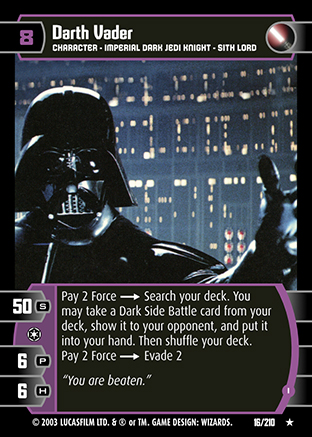 8
Darth Vader
CHARACTER - IMPERIAL DARK JEDI KNIGHT - SITH LORD
50 S
6 P
6 H
Pay 2 Force → Search your deck. You
may take a Dark Side Battle card from your
deck, show it to your opponent, and put it
into your hand. Then shuffle your deck.
Pay 2 Force → Evade 2
“You are beaten.”
1
© 2003 LUCASFILM LTD. & ® or TM. GAME DESIGN: WIZARDS.
16/210